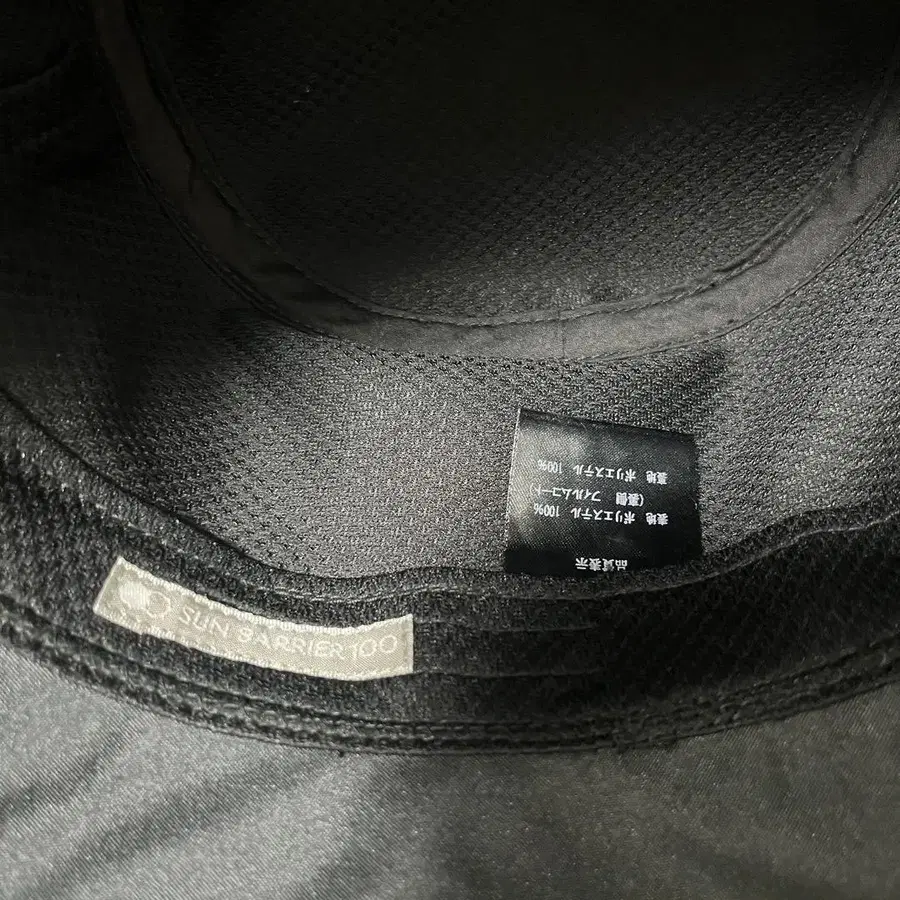 SUN BARRIER 100
品質表示
表地 ポリエステル 100%
(裏側 フィルムコート)
裏地 ポリエステル 100%